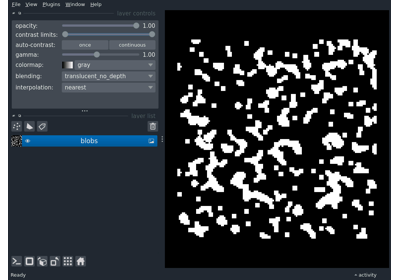 File View Plugins Window Help
layer controls
opacity: 1.00
contrast limits:
auto-contrast: once continuous
gamma: 1.00
colormap: gray
blending: translucent_no_depth
interpolation: nearest
layer list
blobs
Ready
activity